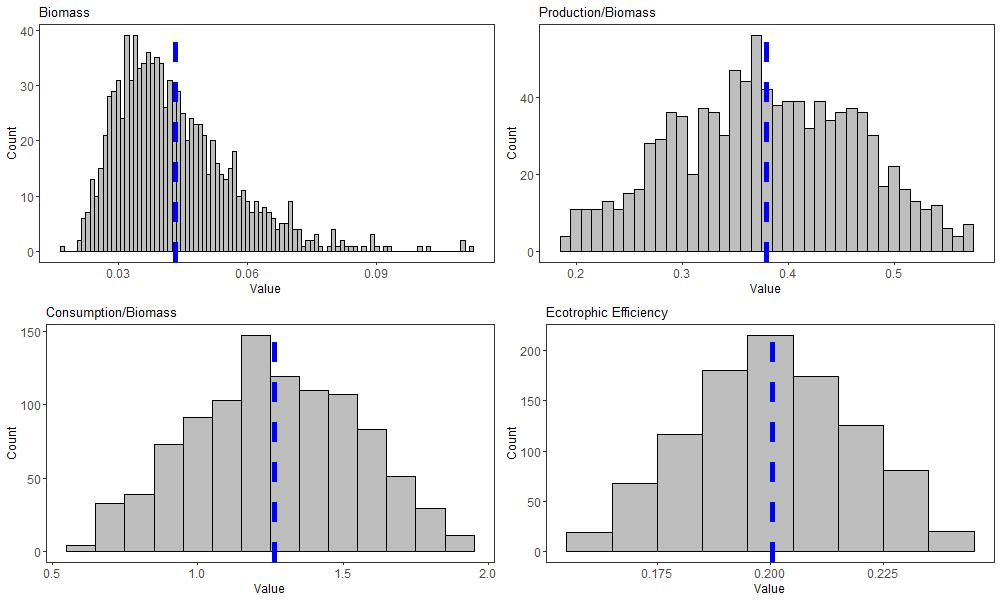 Biomass
Count
40
30
20
10
0
0.03 0.06 0.09
Value
Production/Biomass
Count
40
20
0
0.2 0.3 0.4 0.5
Value
Consumption/Biomass
Count
150
100
50
0
0.5 1.0 1.5 2.0
Value
Ecotrophic Efficiency
Count
200
150
100
50
0
0.175 0.200 0.225
Value